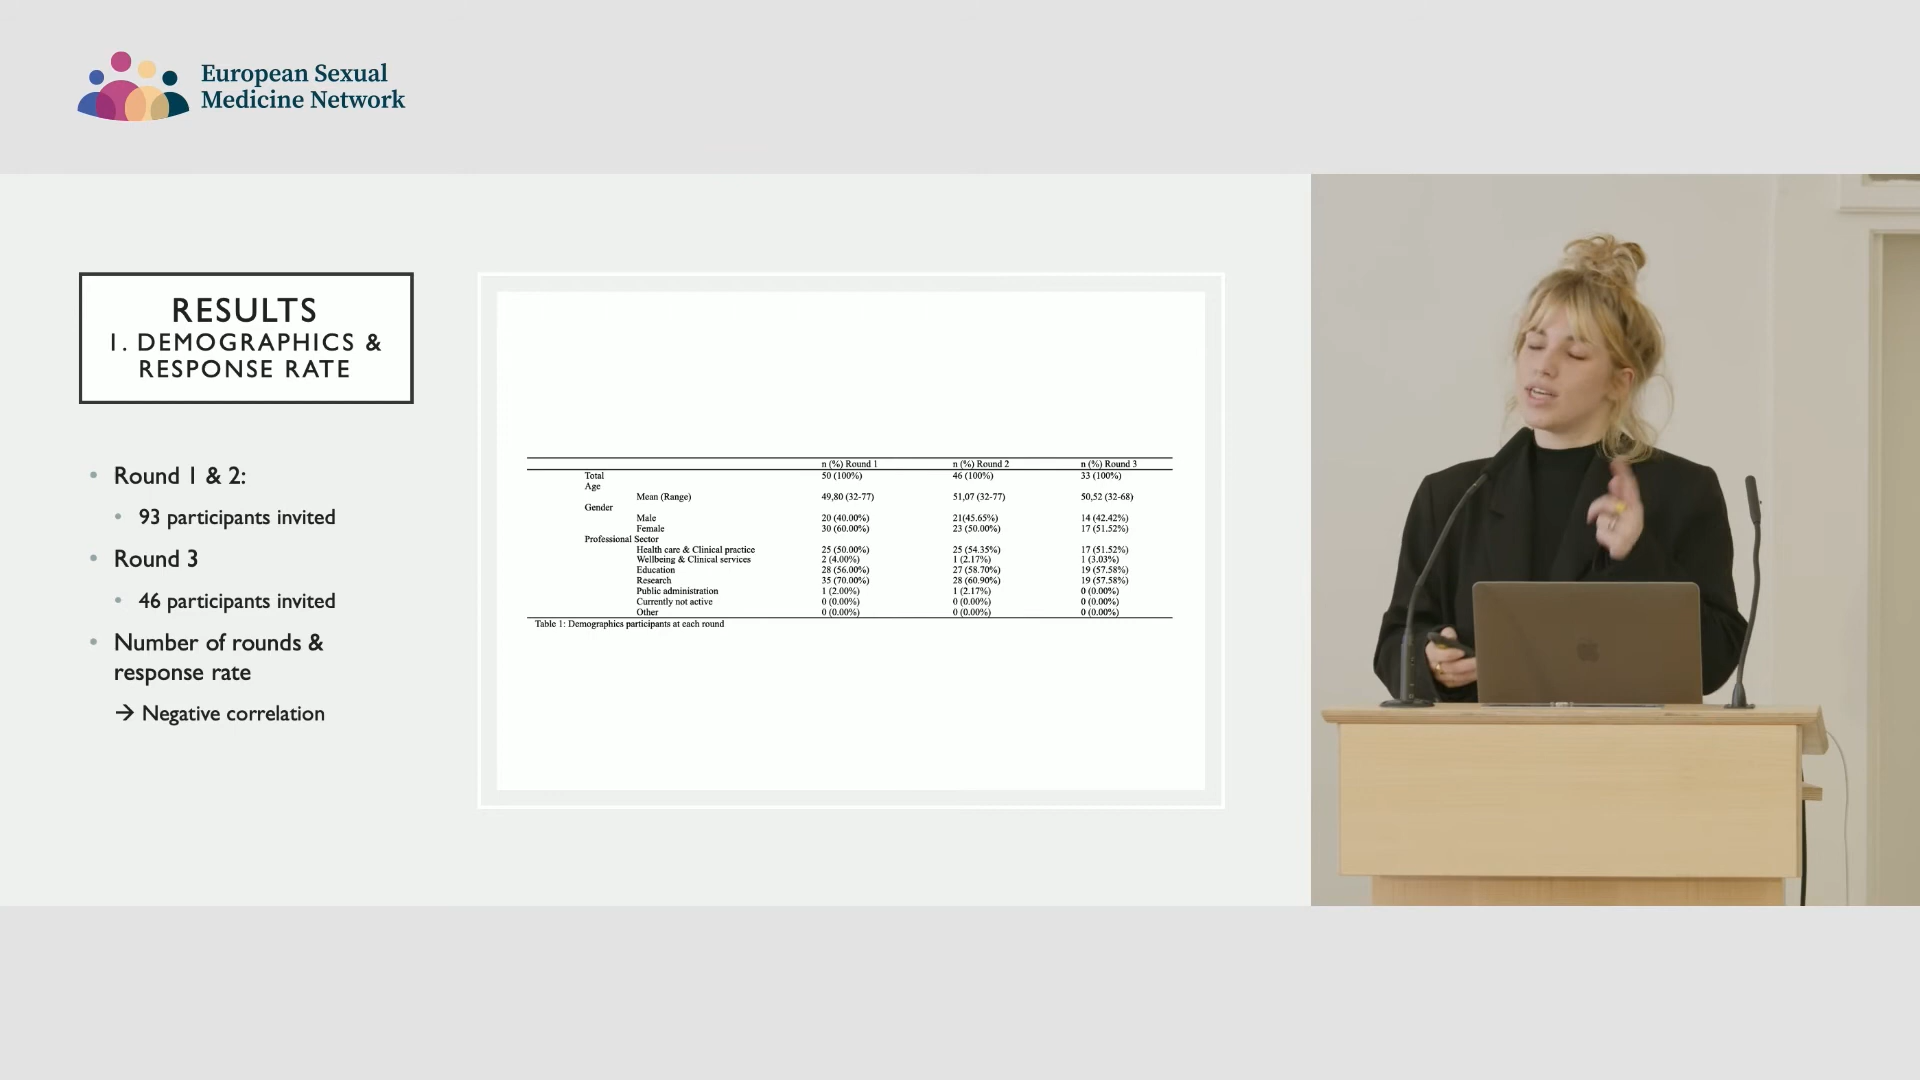 European Sexual
Medicine Network
RESULTS
1. DEMOGRAPHICS &
RESPONSE RATE
• Round 1 & 2:
• 93 participants invited
• Round 3
• 46 participants invited
• Number of rounds &
response rate
→ Negative correlation
n (%) Round 1 n (%) Round 2 n (%) Round 3
Total 50 (100%) 46 (100%) 33 (100%)
Age
Mean (Range) 49,80 (32-77) 51,07 (32-77) 50,52 (32-68)
Gender
Male 20 (40.00%) 21(45.65%) 14 (42.42%)
Female 30 (60.00%) 23 (50.00%) 17 (51.52%)
Professional Sector
Health care & Clinical practice 25 (50.00%) 25 (54.35%) 17 (51.52%)
Wellbeing & Clinical services 2 (4.00%) 1 (2.17%) 1 (3.03%)
Education 28 (56.00%) 27 (58.70%) 19 (57.58%)
Research 35 (70.00%) 28 (60.90%) 19 (57.58%)
Public administration 1 (2.00%) 1 (2.17%) 0 (0.00%)
Currently not active 0 (0.00%) 0 (0.00%) 0 (0.00%)
Other 0 (0.00%) 0 (0.00%) 0 (0.00%)
Table 1: Demographics participants at each round